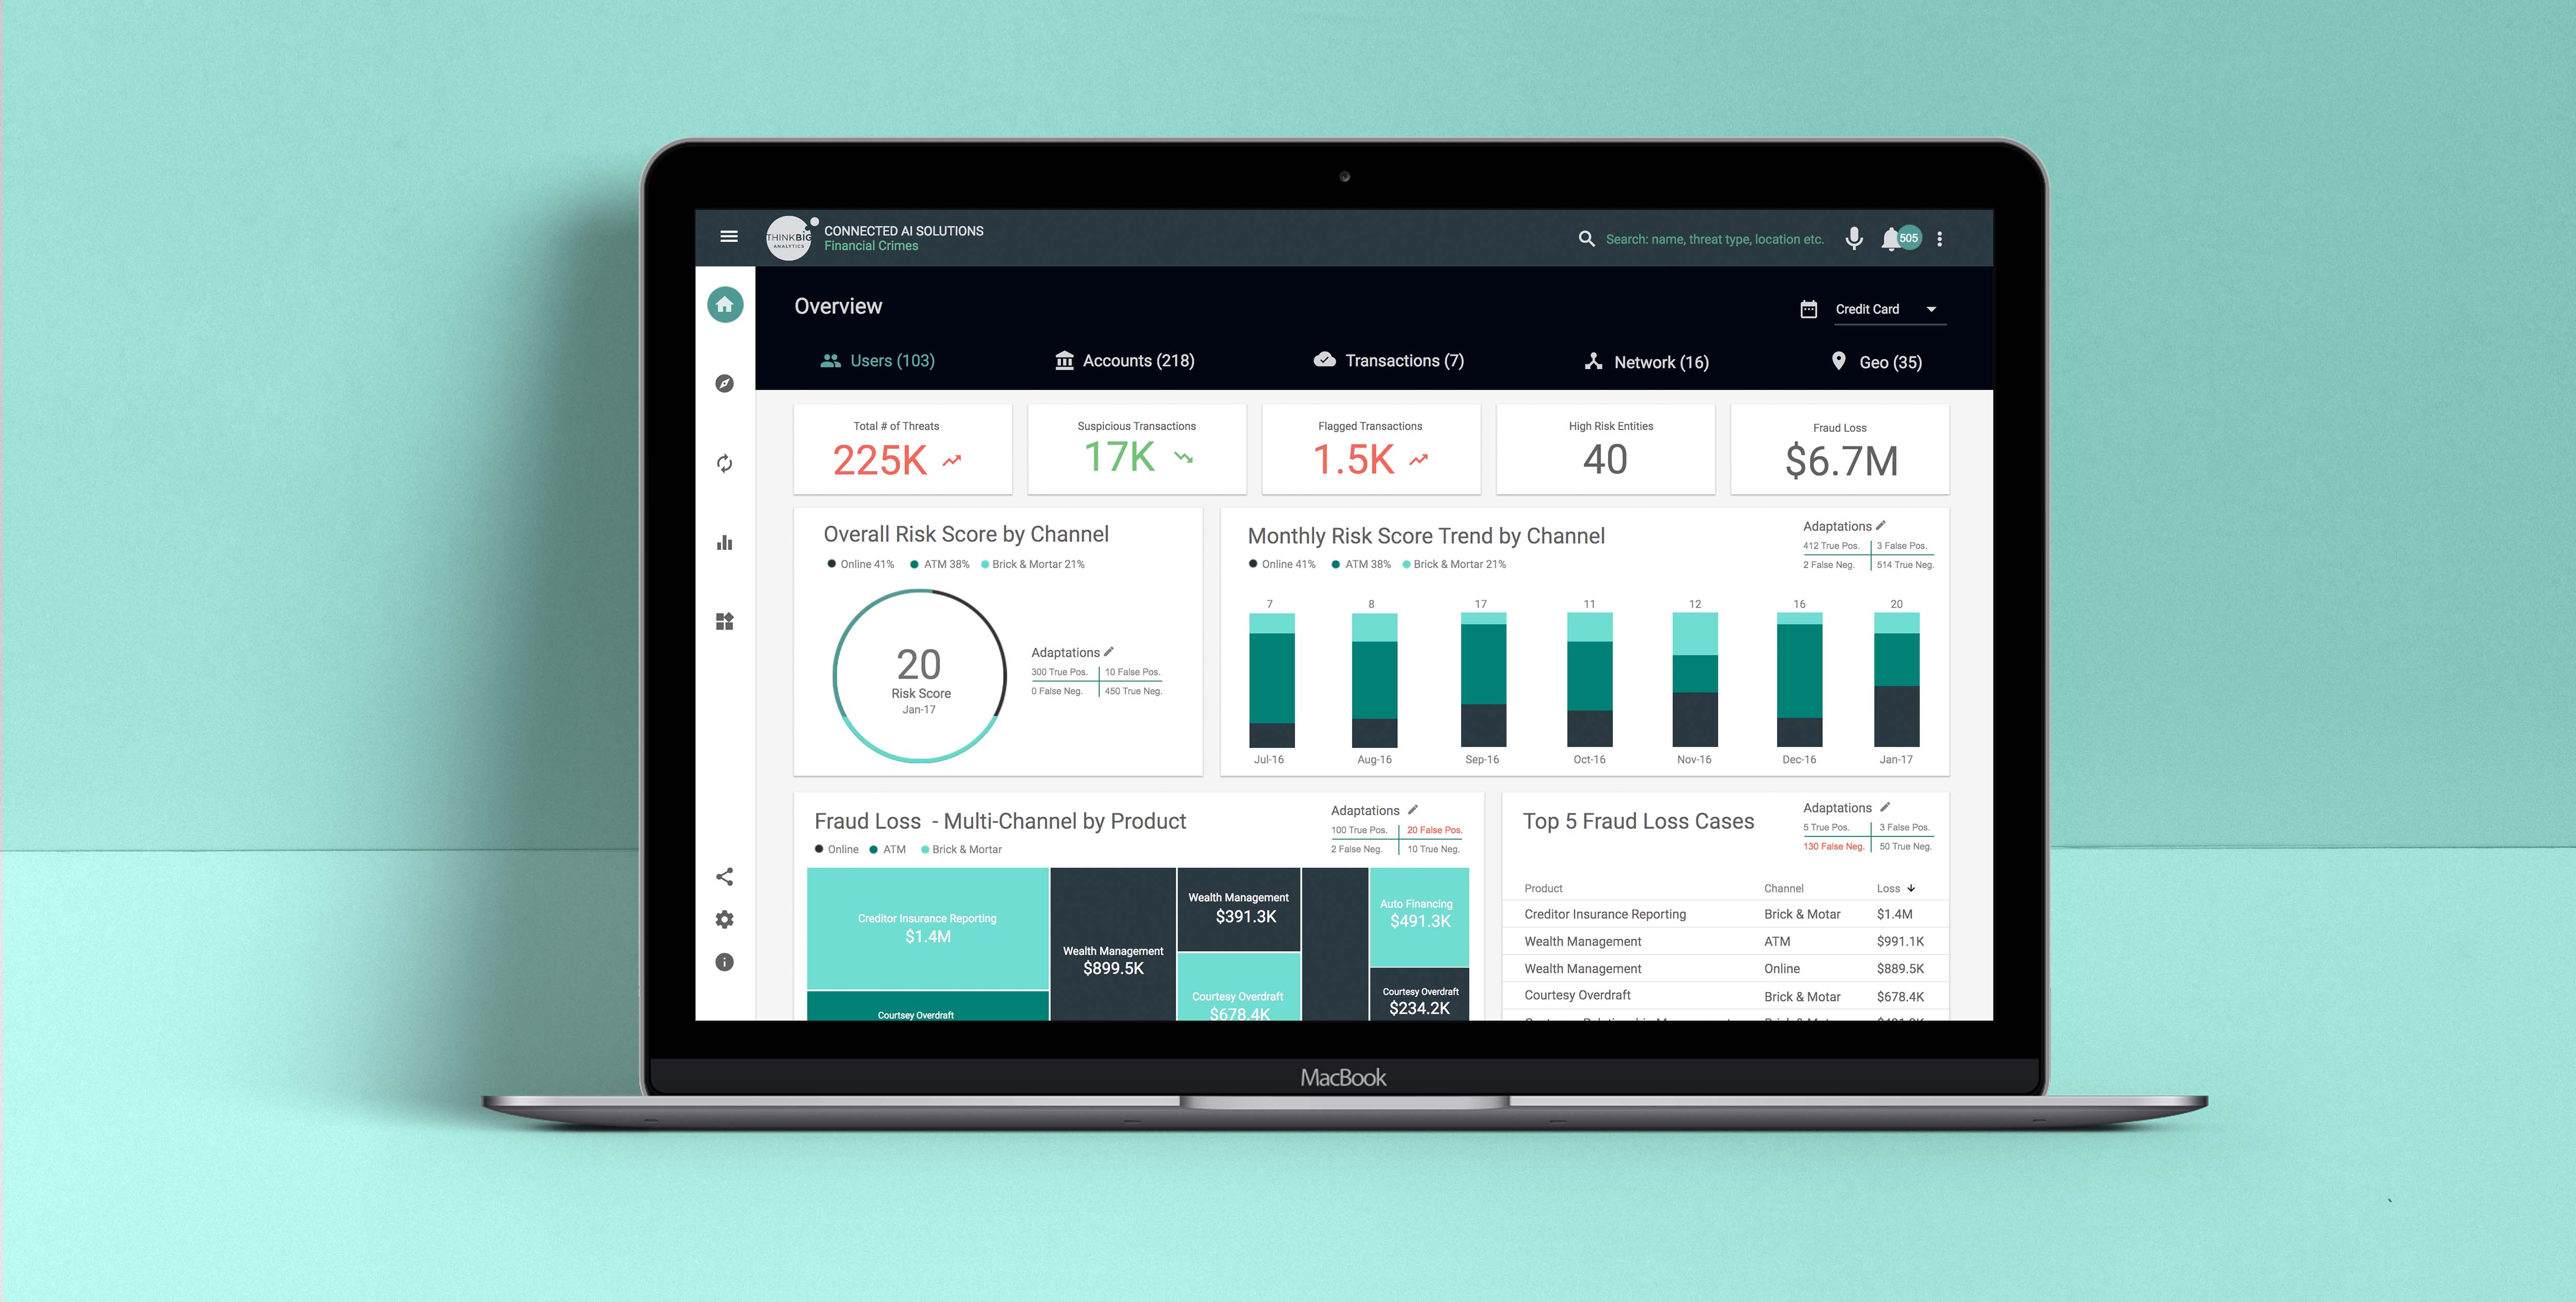 THINKBIG
ANALYTICS
CONNECTED AI SOLUTIONS
Financial Crimes
Search: name, threat type, location etc.
505
Overview
Credit Card
Users (103)
Accounts (218)
Transactions (7)
Network (16)
Geo (35)
Total # of Threats
225K
Suspicious Transactions
17K
Flagged Transactions
1.5K
High Risk Entities
40
Fraud Loss
$6.7M
Overall Risk Score by Channel
Online 41% ATM 38% Brick & Mortar 21%
20
Risk Score
Jan-17
Adaptations
300 True Pos. 10 False Pos.
0 False Neg. 450 True Neg.
Monthly Risk Score Trend by Channel
Online 41% ATM 38% Brick & Mortar 21%
Adaptations
412 True Pos. 3 False Pos.
2 False Neg. 514 True Neg.
7 8 17 11 12 16 20
Jul-16 Aug-16 Sep-16 Oct-16 Nov-16 Dec-16 Jan-17
Fraud Loss - Multi-Channel by Product
Online ATM Brick & Mortar
Adaptations
100 True Pos. 20 False Pos.
2 False Neg. 10 True Neg.
Creditor Insurance Reporting
$1.4M
Courtsey Overdraft
Wealth Management
$899.5K
Wealth Management
$391.3K
Courtesy Overdraft
$678.4K
Auto Financing
$491.3K
Courtesy Overdraft
$234.2K
Top 5 Fraud Loss Cases
Adaptations
5 True Pos. 3 False Pos.
130 False Neg. 50 True Neg.
Product Channel Loss
Creditor Insurance Reporting Brick & Motar $1.4M
Wealth Management ATM $991.1K
Wealth Management Online $889.5K
Courtesy Overdraft Brick & Motar $678.4K
MacBook